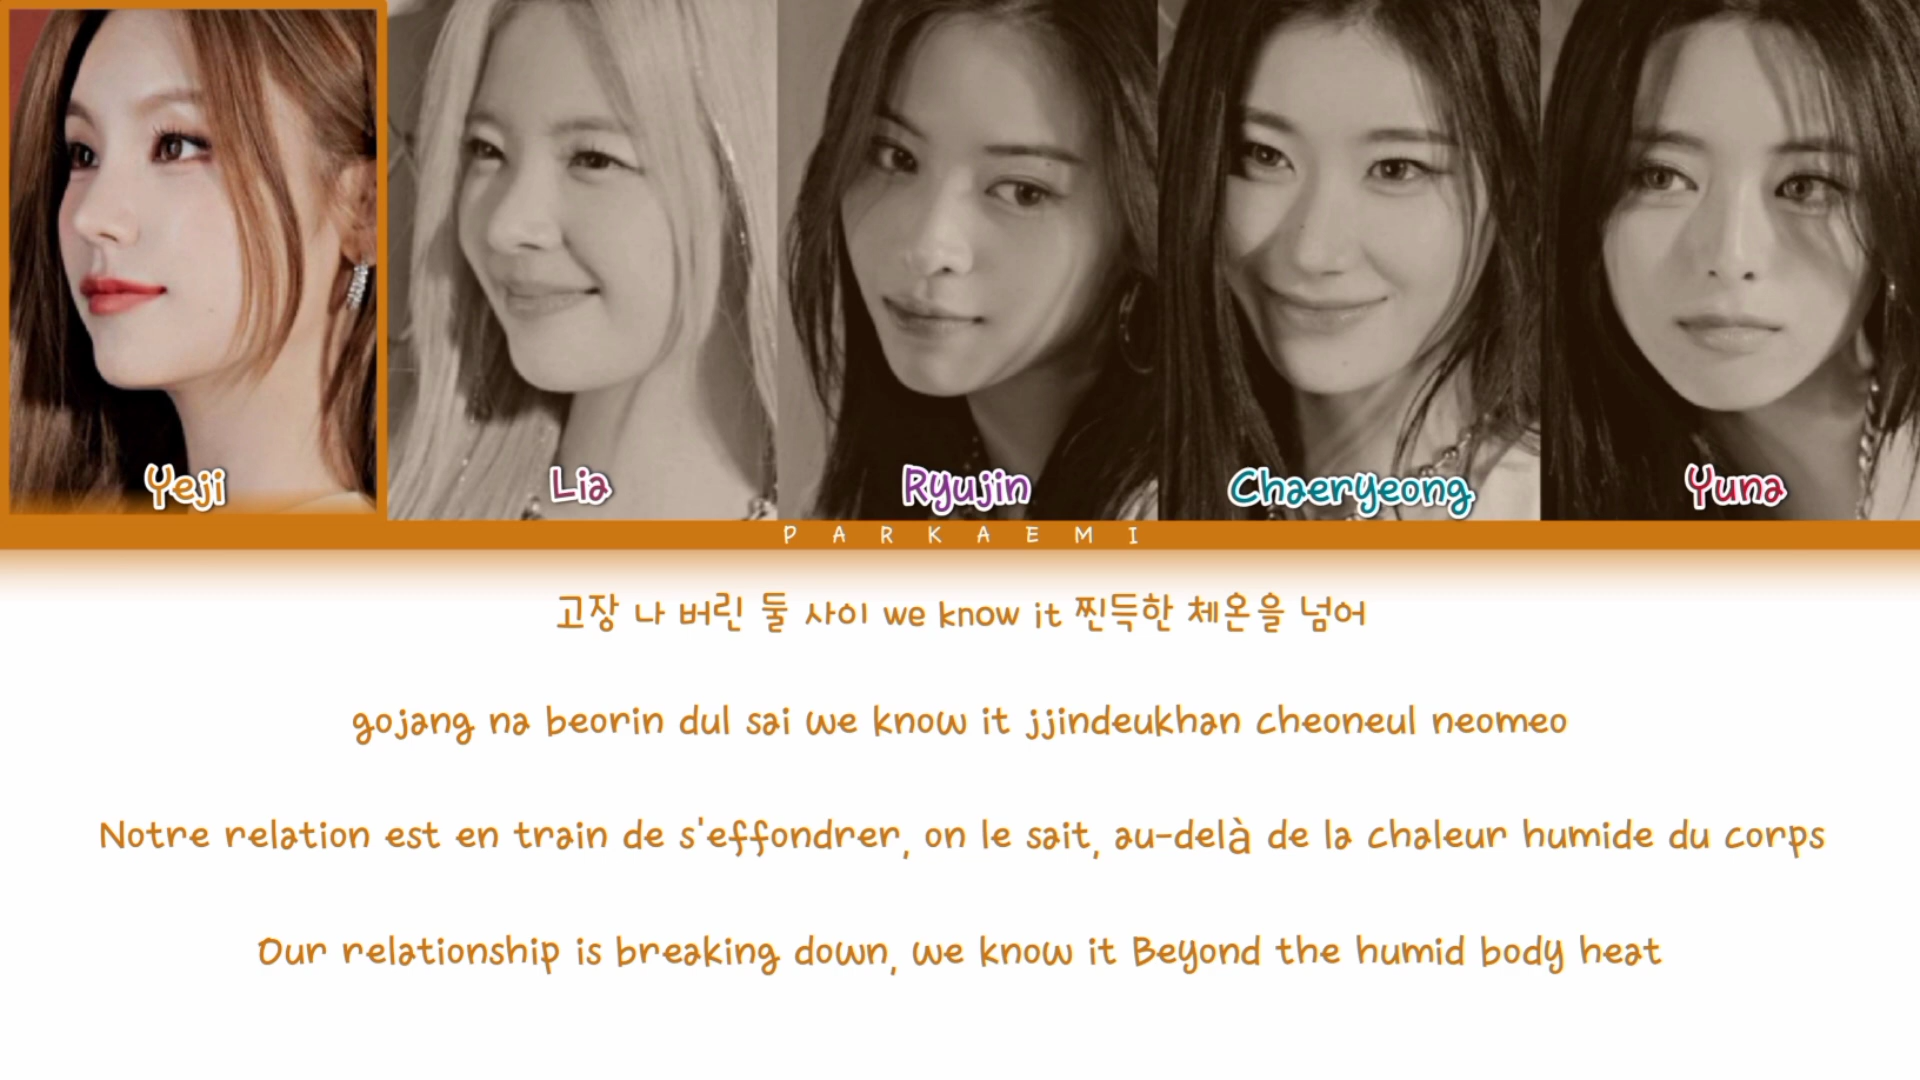 Yeji
Lia
Ryujin
Chaeryeong
Yuna
PARKAEMI
고장 나 버린 둘 사이 we know it 찐득한 체온을 넘어
gojang na beorin dul sai we know it jjindeukhan cheoneul neomeo
Notre relation est en train de s'effondrer, on le sait, au-delà de la chaleur humide du corps
Our relationship is breaking down, we know it Beyond the humid body heat